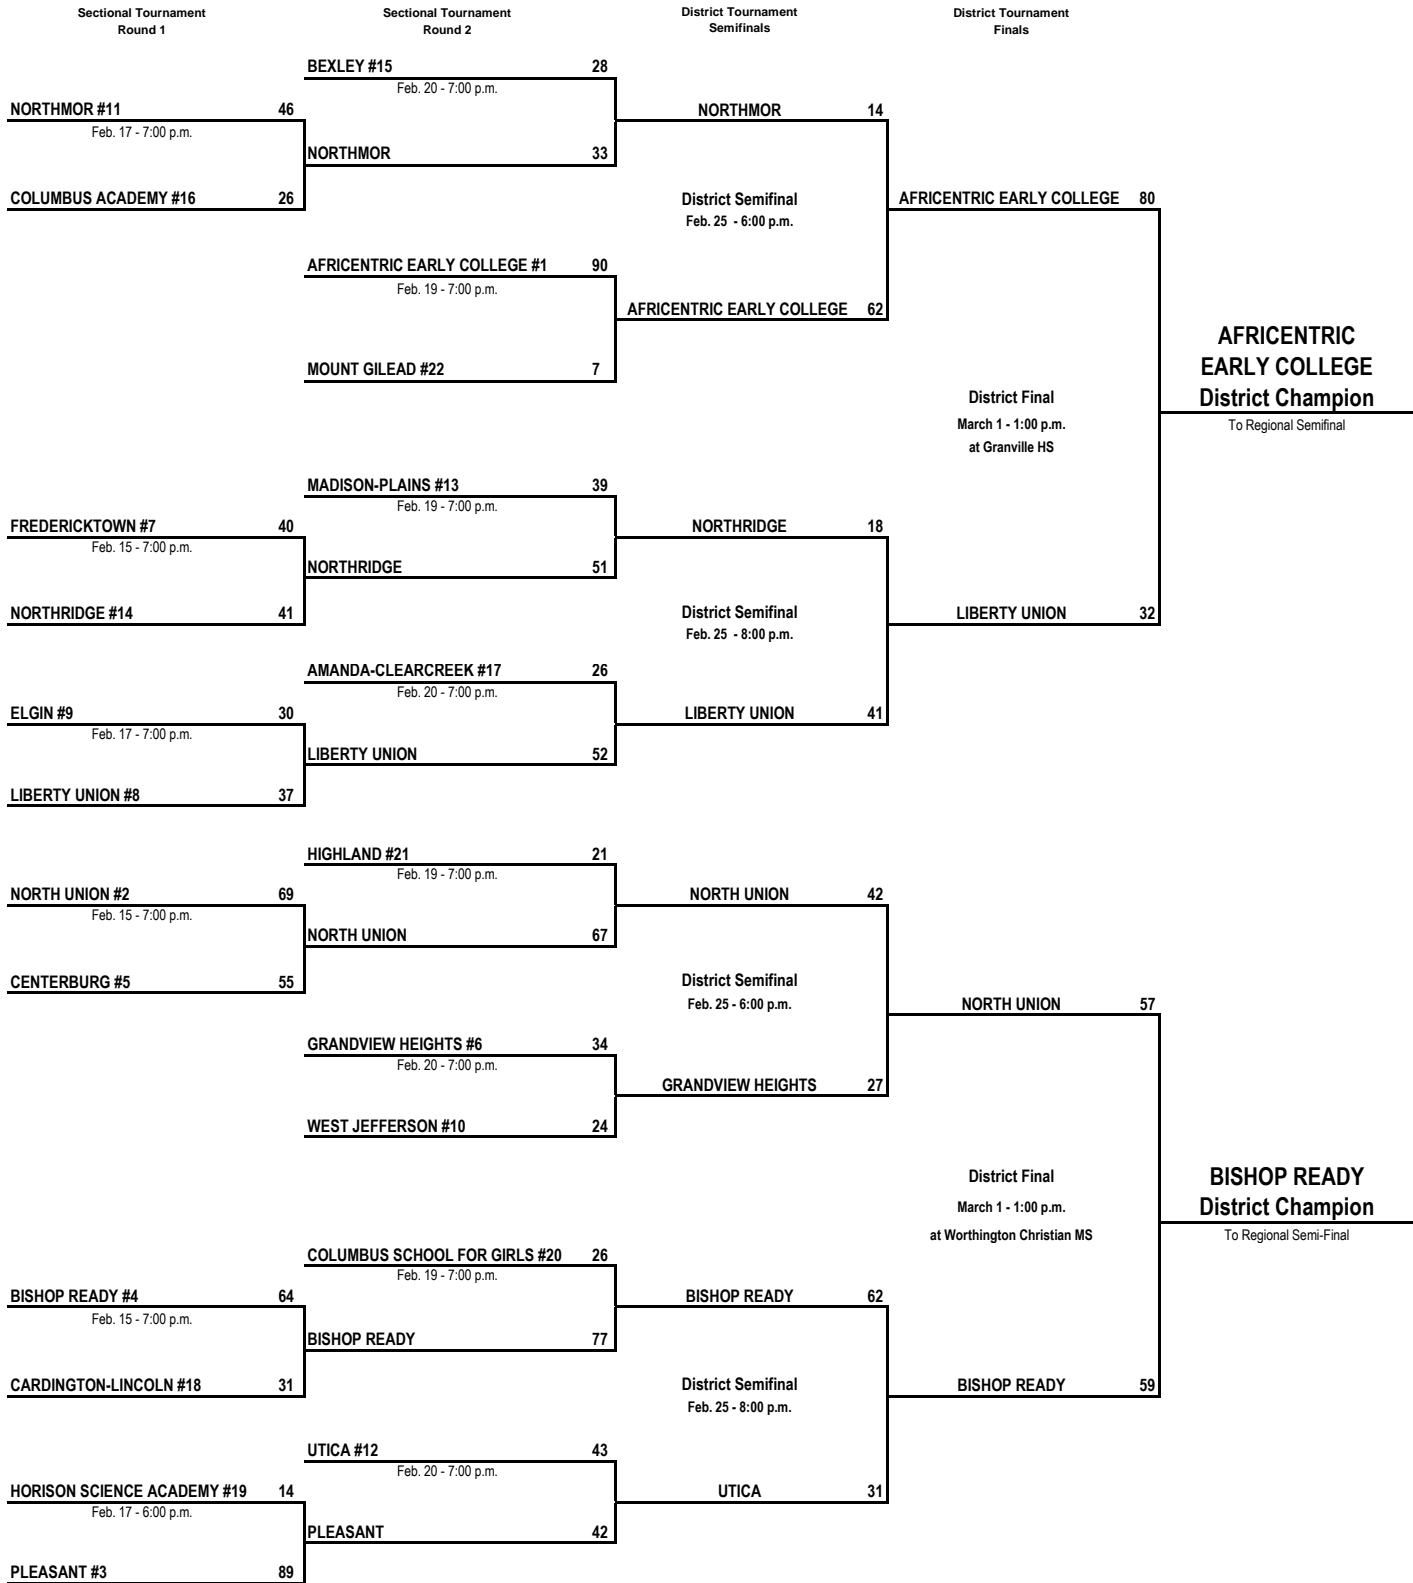 Sectional Tournament
Round 1
Sectional Tournament
Round 2
District Tournament
Semifinals
District Tournament
Finals
BEXLEY #15 28
Feb. 20 - 7:00 p.m.
NORTHMOR #11 46
NORTHMOR 14
Feb. 17 - 7:00 p.m.
NORTHMOR 33
COLUMBUS ACADEMY #16 26
District Semifinal
AFRICENTRIC EARLY COLLEGE 80
Feb. 25 - 6:00 p.m.
AFRICENTRIC EARLY COLLEGE #1 90
Feb. 19 - 7:00 p.m.
AFRICENTRIC EARLY COLLEGE 62
AFRICENTRIC
EARLY COLLEGE
District Champion
To Regional Semifinal
MOUNT GILEAD #22 7
District Final
March 1 - 1:00 p.m.
at Granville HS
MADISON-PLAINS #13 39
Feb. 19 - 7:00 p.m.
FREDERICKTOWN #7 40
NORTHRIDGE 18
Feb. 15 - 7:00 p.m.
NORTHRIDGE 51
NORTHRIDGE #14 41
District Semifinal
LIBERTY UNION 32
Feb. 25 - 8:00 p.m.
AMANDA-CLEARCREEK #17 26
Feb. 20 - 7:00 p.m.
ELGIN #9 30
LIBERTY UNION 41
Feb. 17 - 7:00 p.m.
LIBERTY UNION 52
LIBERTY UNION #8 37
HIGHLAND #21 21
Feb. 19 - 7:00 p.m.
NORTH UNION #2 69
NORTH UNION 42
Feb. 15 - 7:00 p.m.
NORTH UNION 67
CENTERBURG #5 55
District Semifinal
Feb. 25 - 6:00 p.m.
NORTH UNION 57
GRANDVIEW HEIGHTS #6 34
Feb. 20 - 7:00 p.m.
GRANDVIEW HEIGHTS 27
WEST JEFFERSON #10 24
District Final
March 1 - 1:00 p.m.
at Worthington Christian MS
BISHOP READY
District Champion
To Regional Semi-Final
COLUMBUS SCHOOL FOR GIRLS #20 26
Feb. 19 - 7:00 p.m.
BISHOP READY #4 64
BISHOP READY 62
Feb. 15 - 7:00 p.m.
BISHOP READY 77
CARDINGTON-LINCOLN #18 31
District Semifinal
BISHOP READY 59
Feb. 25 - 8:00 p.m.
UTICA #12 43
Feb. 20 - 7:00 p.m.
HORISON SCIENCE ACADEMY #19 14
UTICA 31
Feb. 17 - 6:00 p.m.
PLEASANT 42
PLEASANT #3 89